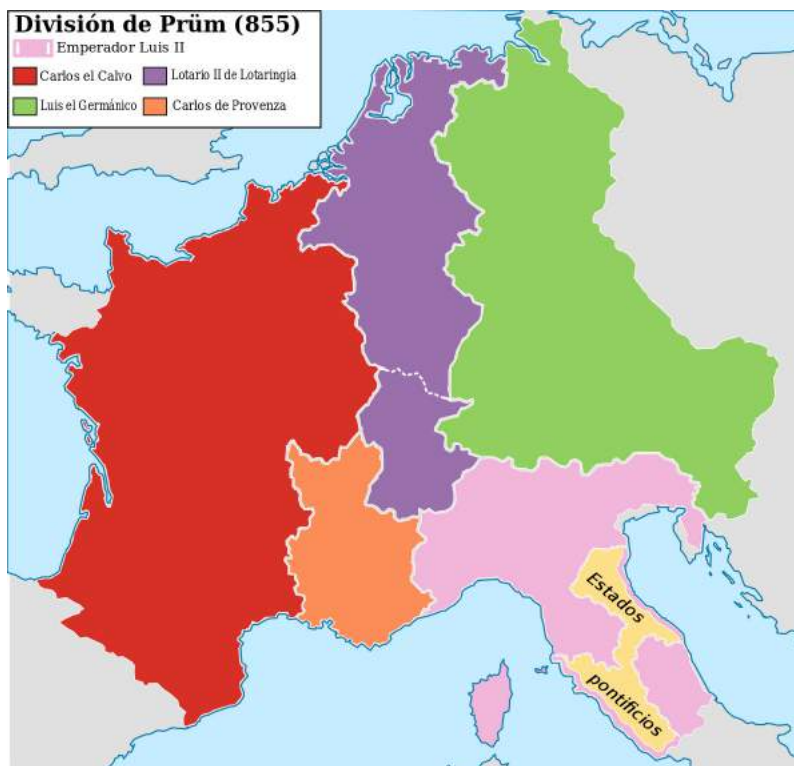 División de Prüm (855)
Emperador Luis II
Carlos el Calvo
Lotario II de Lotaringia
Luis el Germánico
Carlos de Provenza
Estados
pontificios